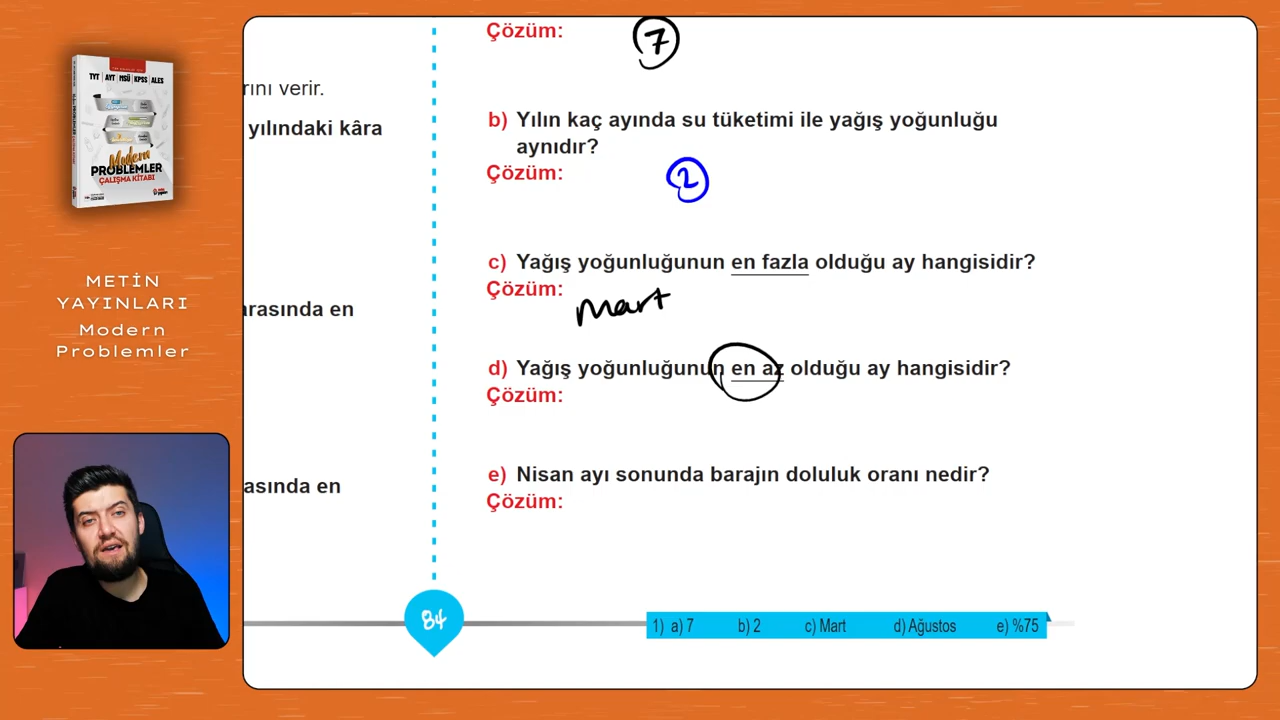 TYT AYT MSÜ KPSS ALES
Modern
PROBLEMLER
ÇALIŞMA KİTABI
METİN
YAYINLARI
Modern
Problemler
rını verir.
yılındaki kâra
arasında en
asında en
Çözüm:
7
b) Yılın kaç ayında su tüketimi ile yağış yoğunluğu
aynıdır?
Çözüm:
2
c) Yağış yoğunluğunun en fazla olduğu ay hangisidir?
Çözüm:
Mart
d) Yağış yoğunluğunun en az olduğu ay hangisidir?
Çözüm:
e) Nisan ayı sonunda barajın doluluk oranı nedir?
Çözüm:
84
1) a) 7 b) 2 c) Mart d) Ağustos e) %75